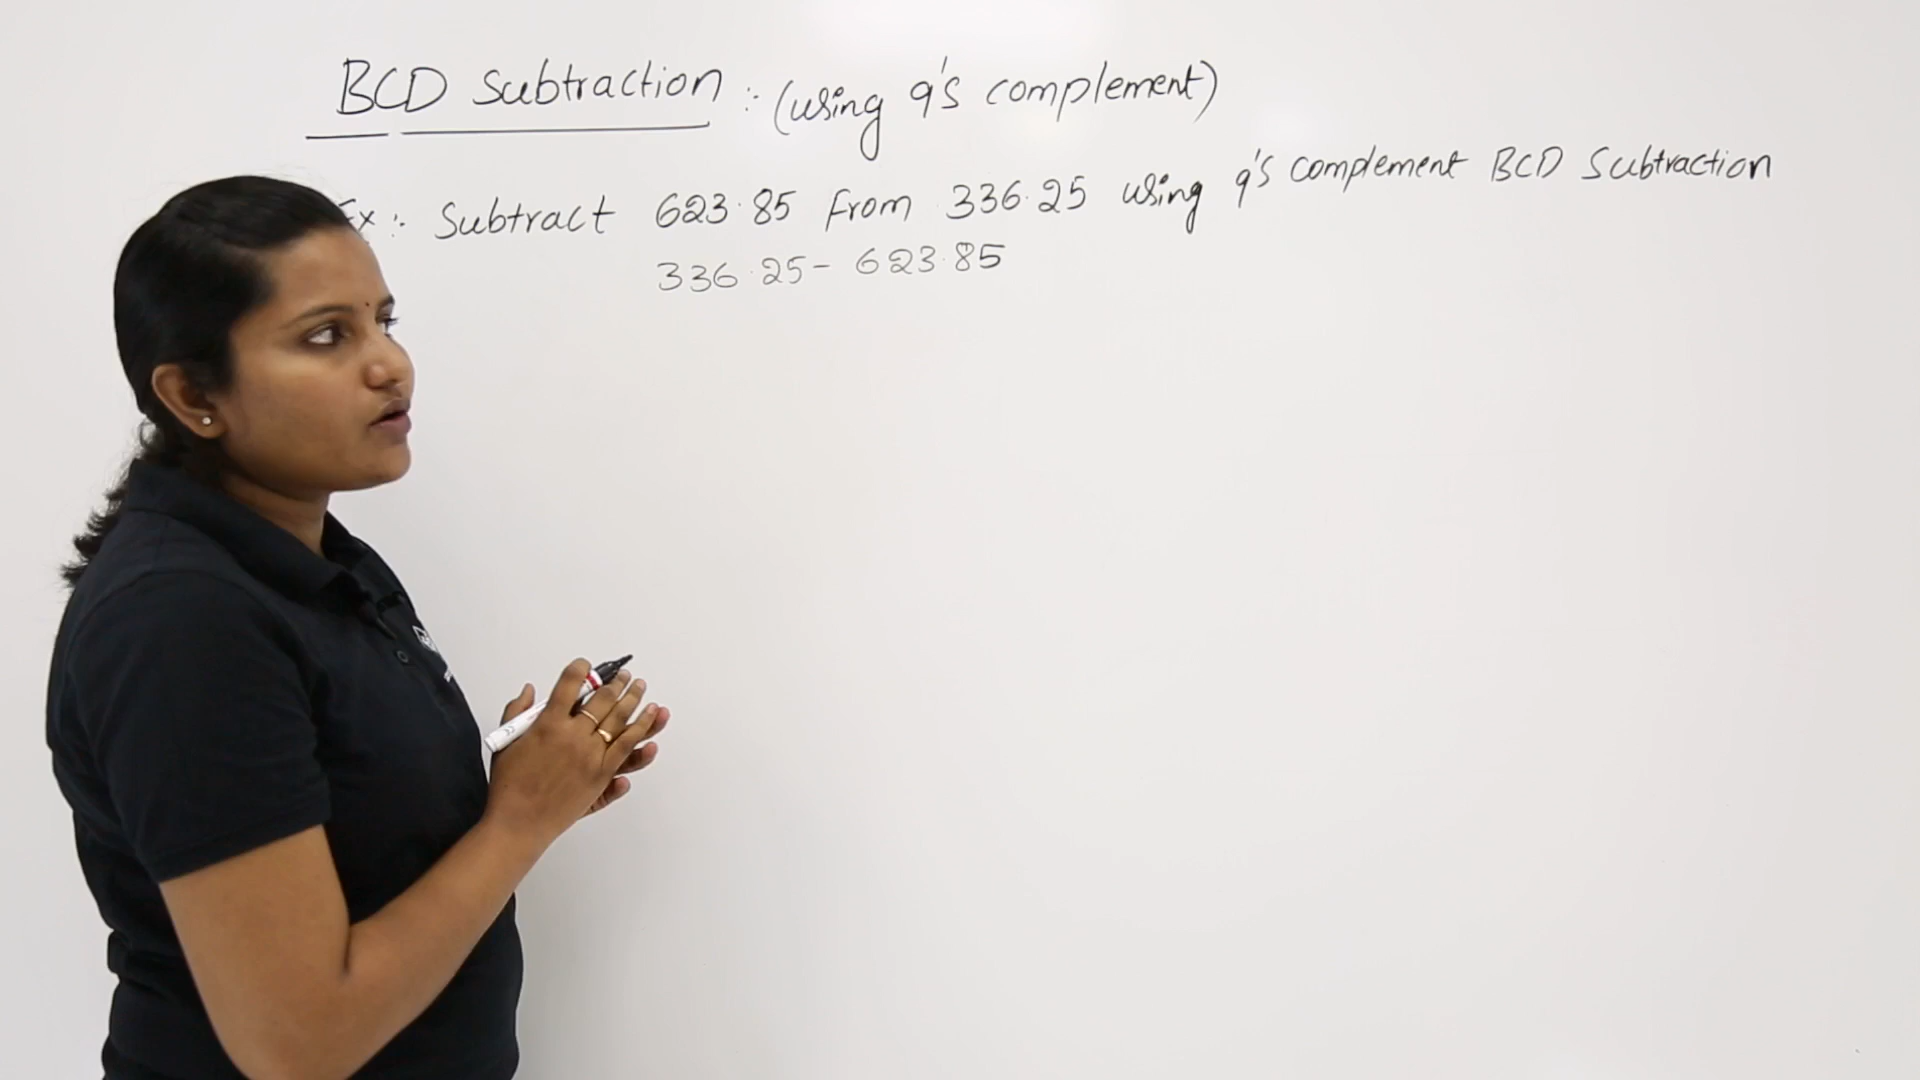 BCD Subtraction :- (using 9's complement)
Ex :- Subtract 623.85 from 336.25 using 9's complement BCD Subtraction
336.25 - 623.85